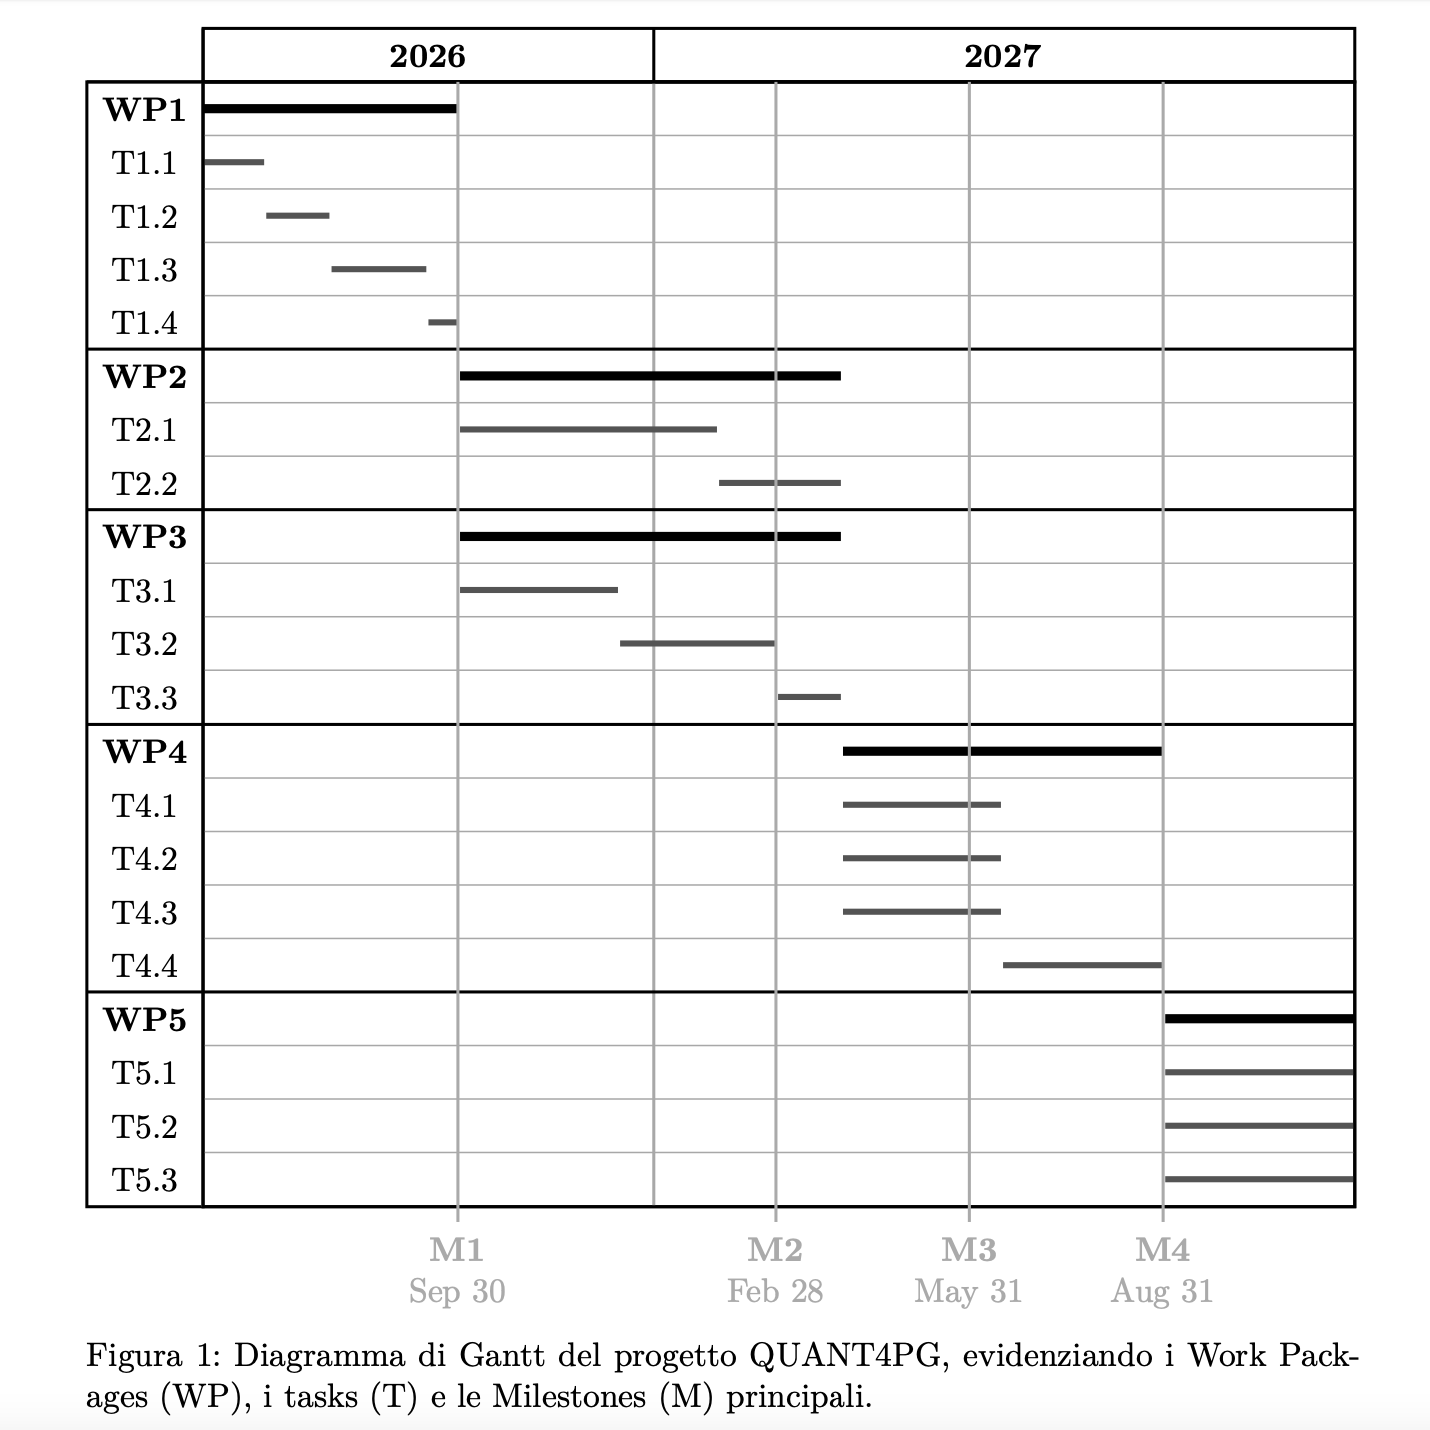 2026 2027
WP1
T1.1
T1.2
T1.3
T1.4
WP2
T2.1
T2.2
WP3
T3.1
T3.2
T3.3
WP4
T4.1
T4.2
T4.3
T4.4
WP5
T5.1
T5.2
T5.3
M1 M2 M3 M4
Sep 30 Feb 28 May 31 Aug 31
Figura 1: Diagramma di Gantt del progetto QUANT4PG, evidenziando i Work Pack-
ages (WP), i tasks (T) e le Milestones (M) principali.